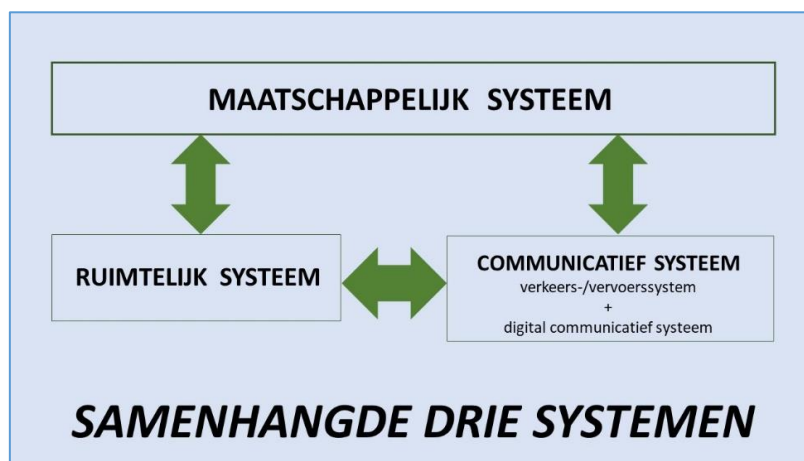 MAATSCHAPPELIJK SYSTEEM
RUIMTELIJK SYSTEEM
COMMUNICATIEF SYSTEEM
verkeers-/vervoerssystem
+
digital communicatief systeem
SAMENHANGDE DRIE SYSTEMEN